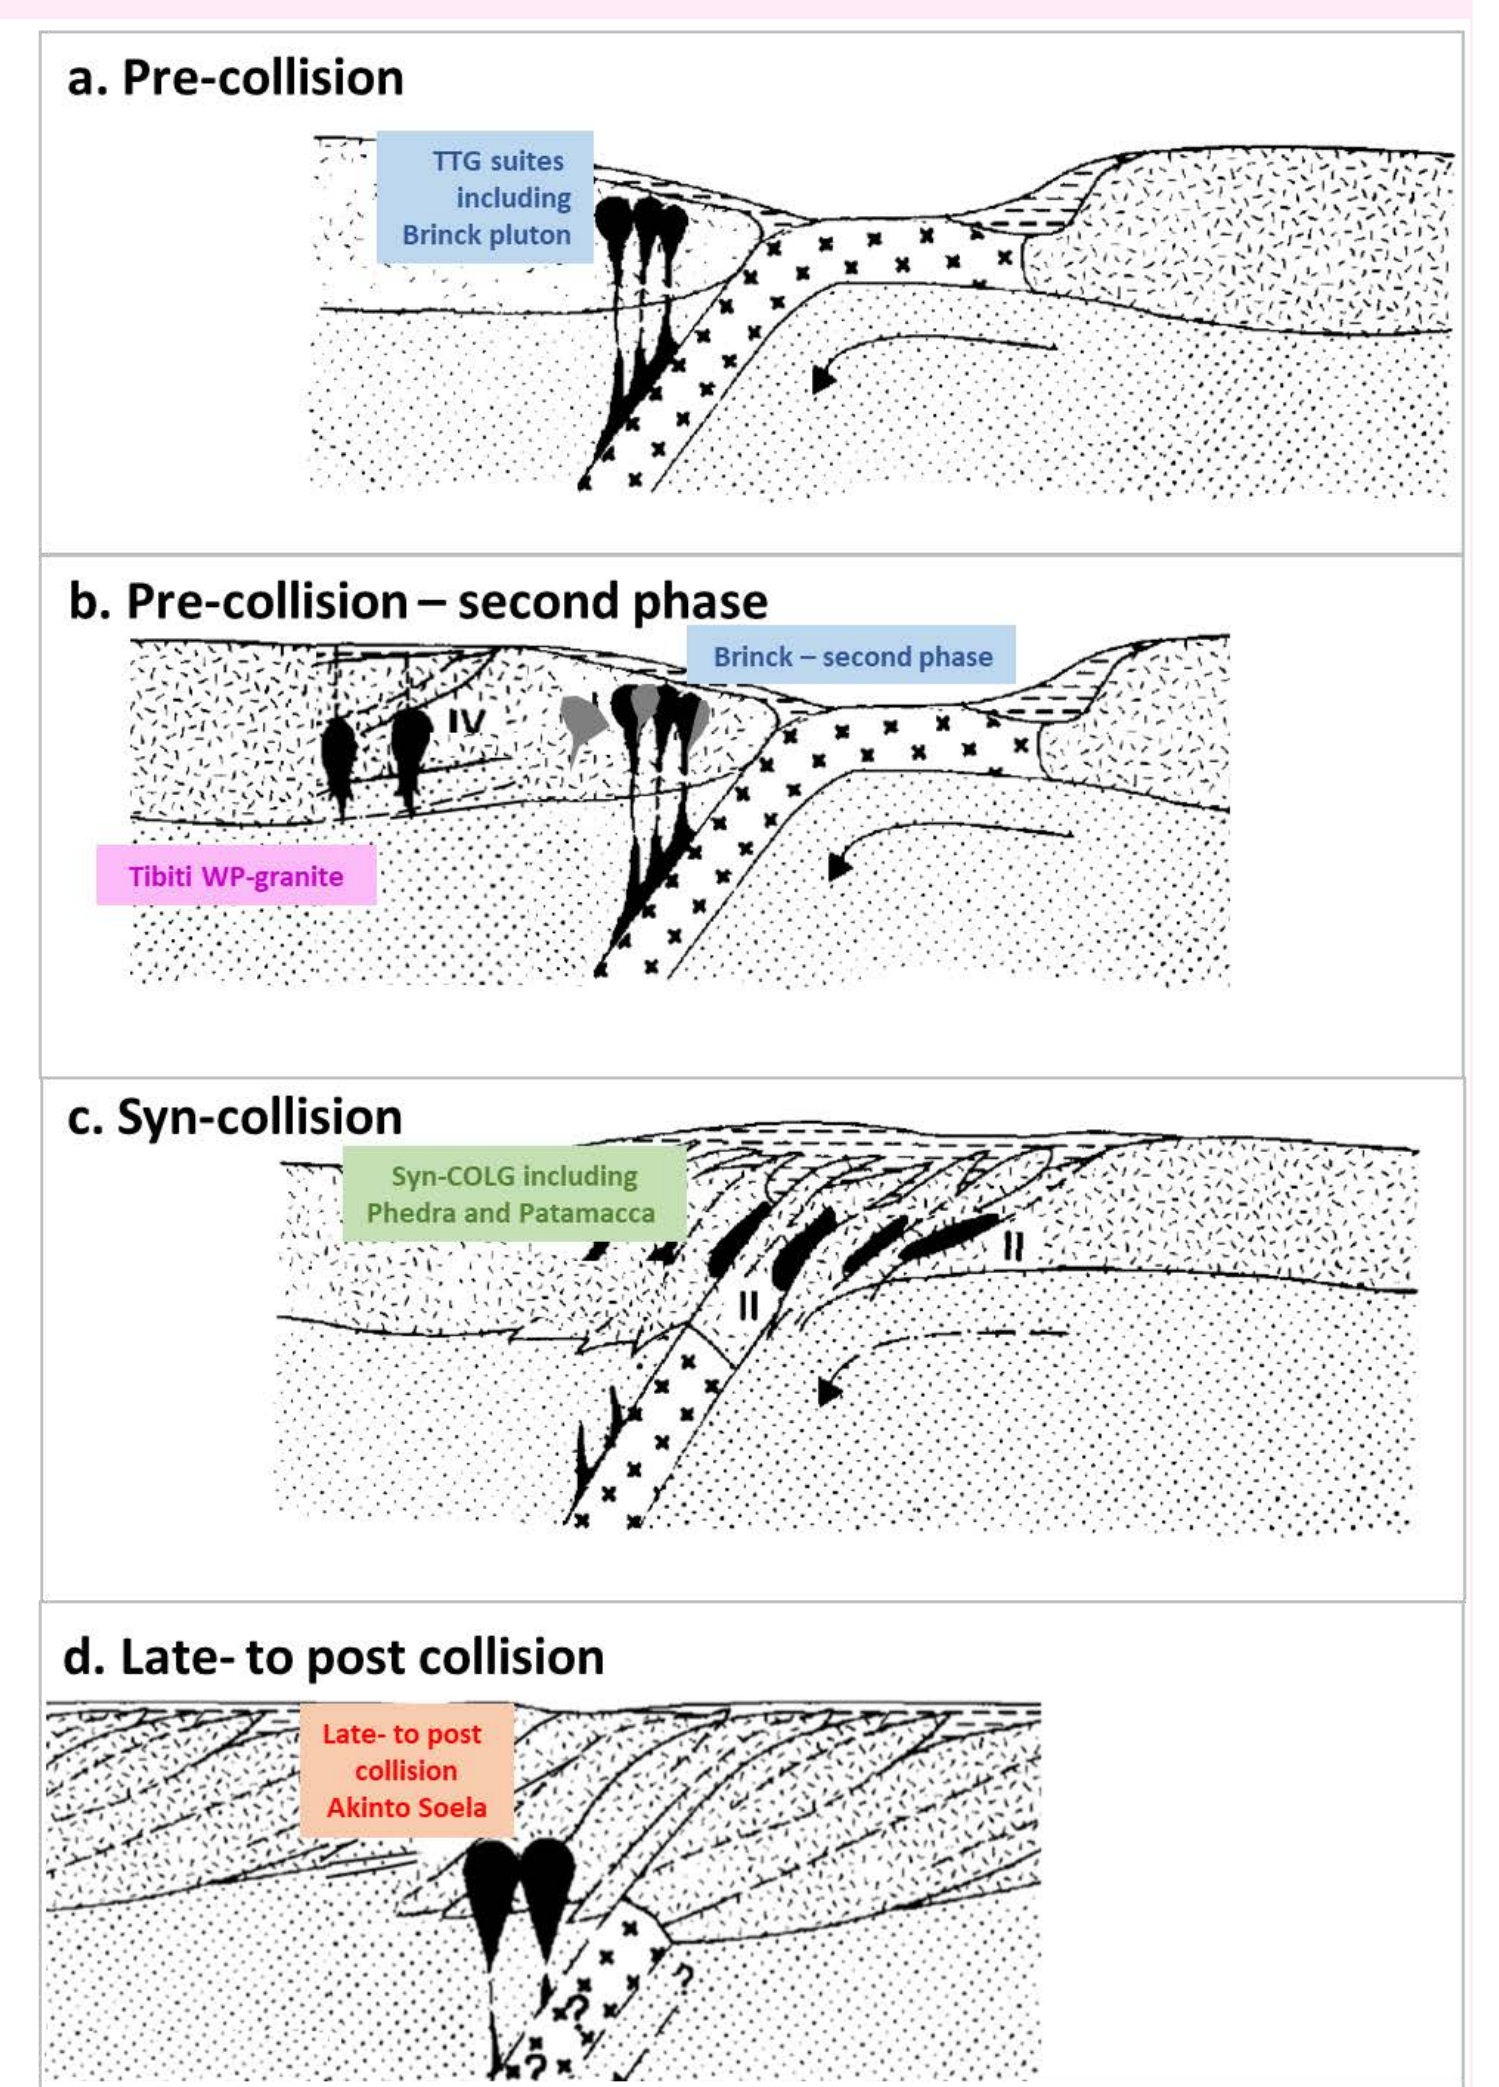 a. Pre-collision
TTG suites
including
Brinck pluton
b. Pre-collision – second phase
Brinck – second phase
IV
Tibiti WP-granite
c. Syn-collision
Syn-COLG including
Phedra and Patamacca
II
II
d. Late- to post collision
Late- to post
collision
Akinto Soela
?
?
?